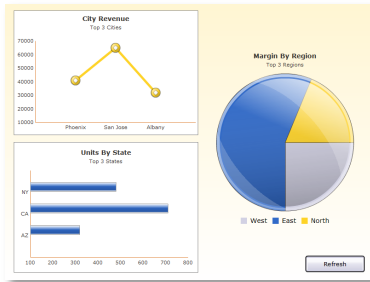 City Revenue
Top 3 Cities
70000
60000
50000
40000
30000
20000
10000
Phoenix San Jose Albany
Units By State
Top 3 States
NY
CA
AZ
100 200 300 400 500 600 700 800
Margin By Region
Top 3 Regions
West East North
Refresh